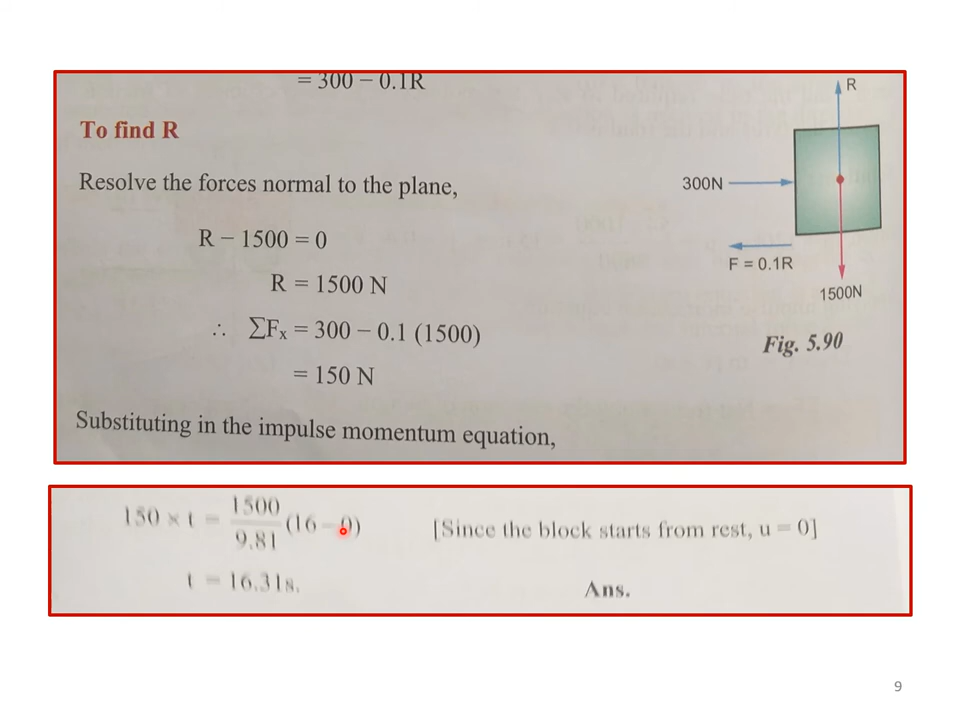 = 300 − 0.1R
To find R
Resolve the forces normal to the plane,
R − 1500 = 0
R = 1500 N
∴ ∑Fx = 300 − 0.1 (1500)
= 150 N
Substituting in the impulse momentum equation,
R
300N
F = 0.1R
1500N
Fig. 5.90
150 × t = 1500/9.81 (16 − 0) [Since the block starts from rest, u = 0]
t = 16.31s. Ans.
9